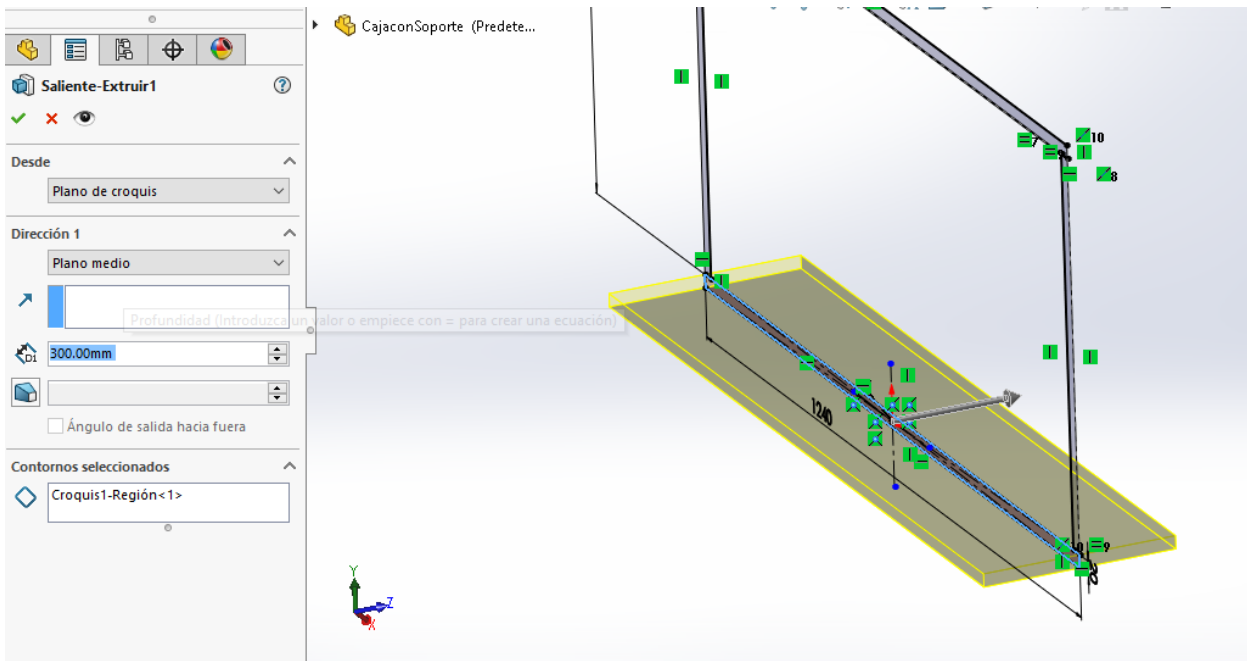 CajaconSoporte (Predete...
Saliente-Extruir1
Desde
Plano de croquis
Dirección 1
Plano medio
Profundidad (Introduzca un valor o empiece con = para crear una ecuación)
D1
300.00mm
Ángulo de salida hacia fuera
Contornos seleccionados
Croquis1-Región<1>
7
10
8
1240
9
Y
Z
X